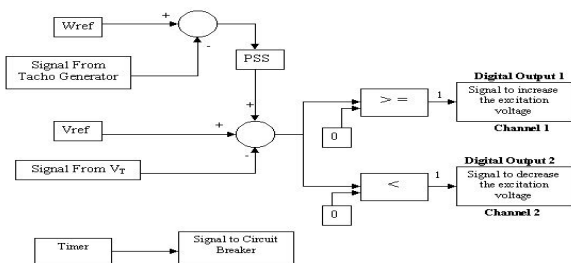 Wref
+
-
Signal From
Tacho Generator
PSS
+
Vref
+
-
Signal From VT
> =
0
1
Digital Output 1
Signal to increase
the excitation
voltage
Channel 1
<
0
1
Digital Output 2
Signal to decrease
the excitation
voltage
Channel 2
Timer
Signal to Circuit
Breaker